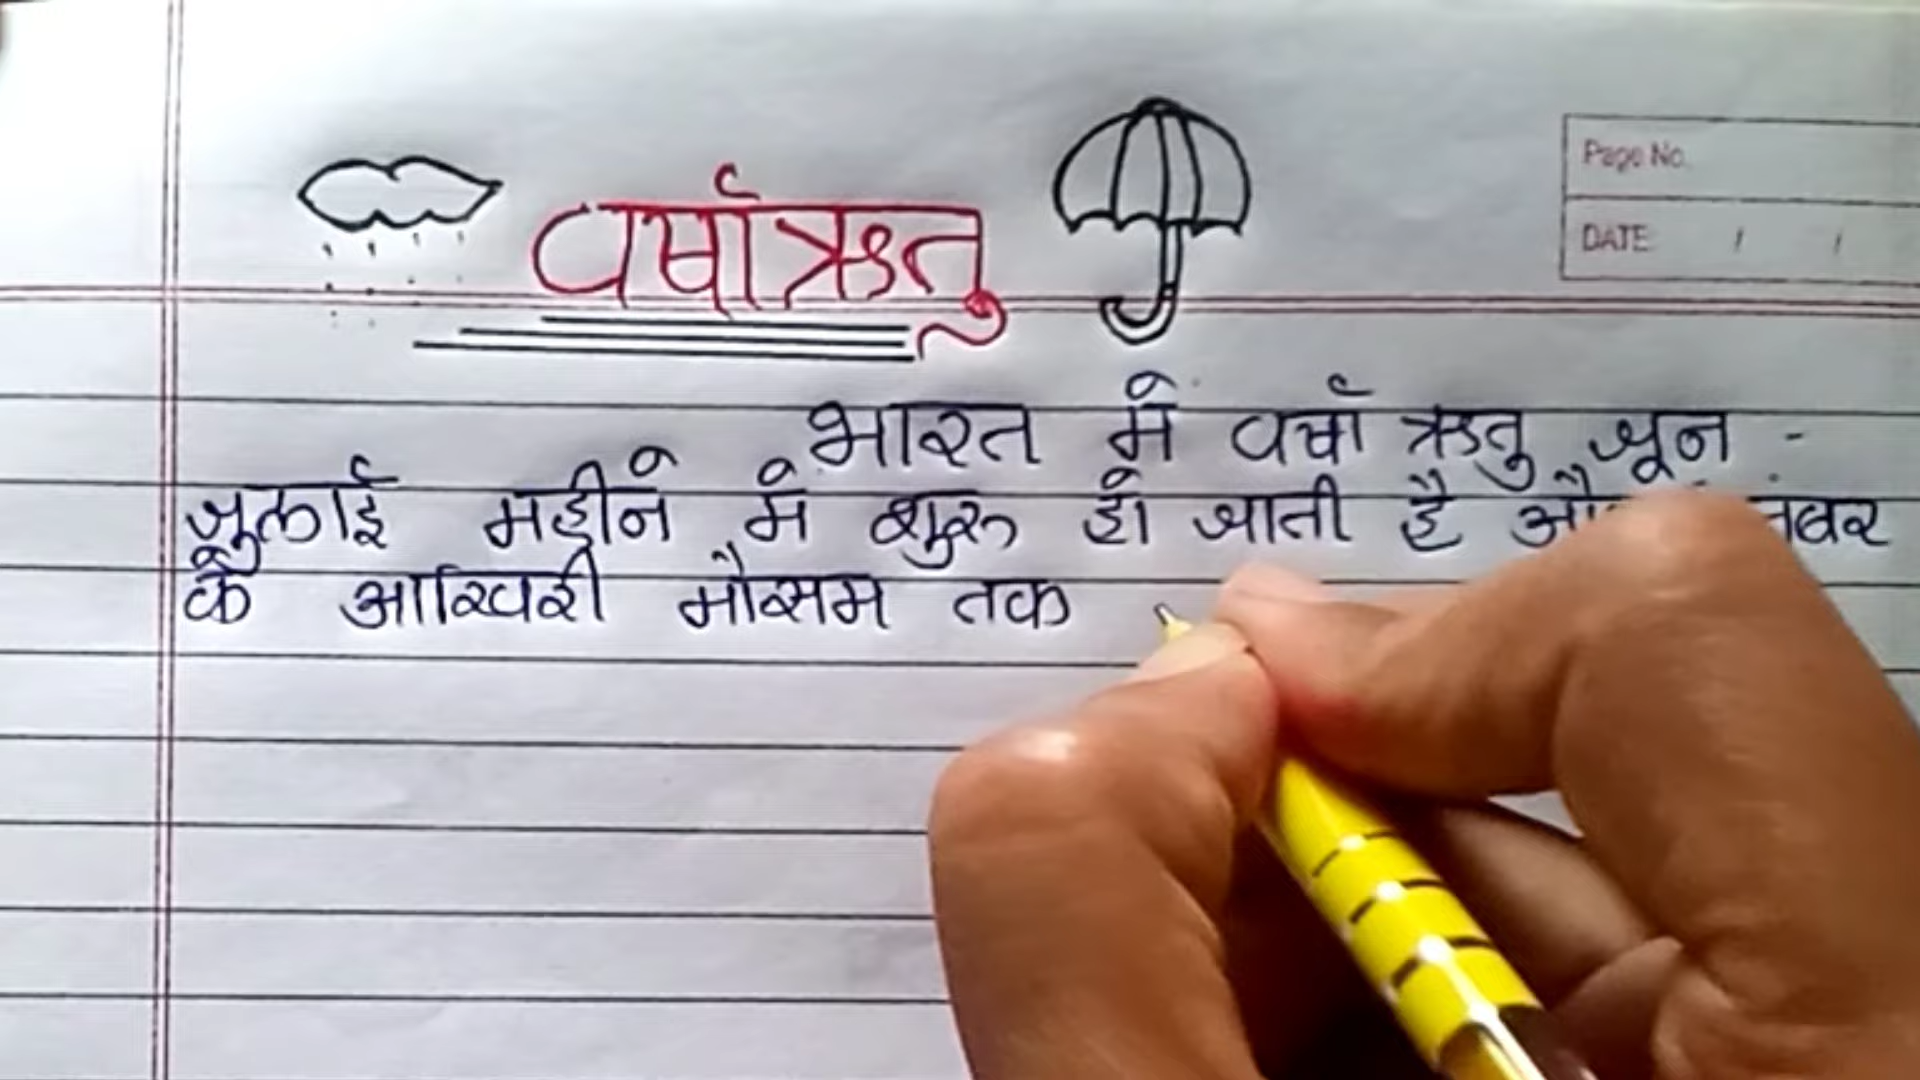 वर्षा ऋतु
Page No.
DATE / /
भारत मे वर्षा ऋतु जून -
जुलाई महीने मे शुरू हो जाती है
के आखिरी मौसम तक